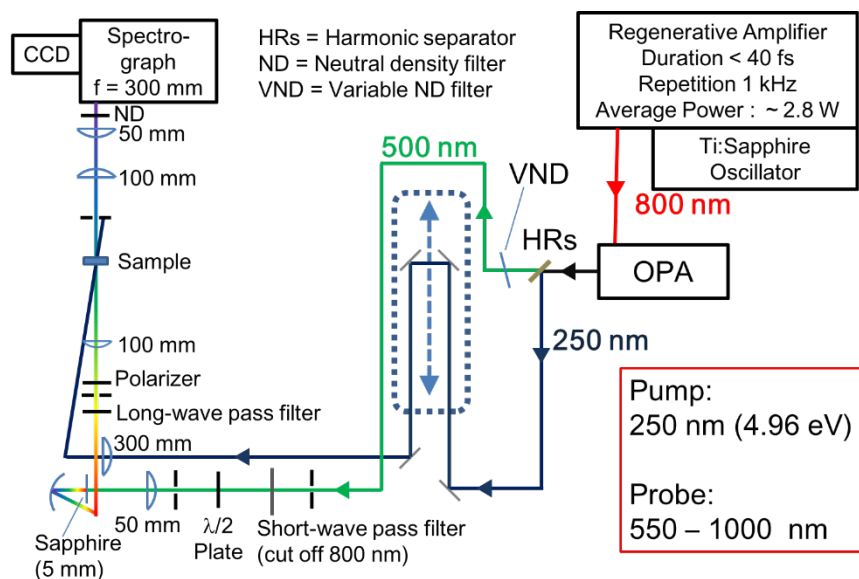 CCD
Spectro-
graph
f = 300 mm
HRs = Harmonic separator
ND = Neutral density filter
VND = Variable ND filter
Regenerative Amplifier
Duration < 40 fs
Repetition 1 kHz
Average Power : ~ 2.8 W
Ti:Sapphire
Oscillator
ND
50 mm
100 mm
500 nm
VND
800 nm
HRs
OPA
Sample
250 nm
100 mm
Polarizer
Long-wave pass filter
300 mm
50 mm
λ/2
Plate
Short-wave pass filter
(cut off 800 nm)
Sapphire
(5 mm)
Pump:
250 nm (4.96 eV)
Probe:
550 – 1000 nm